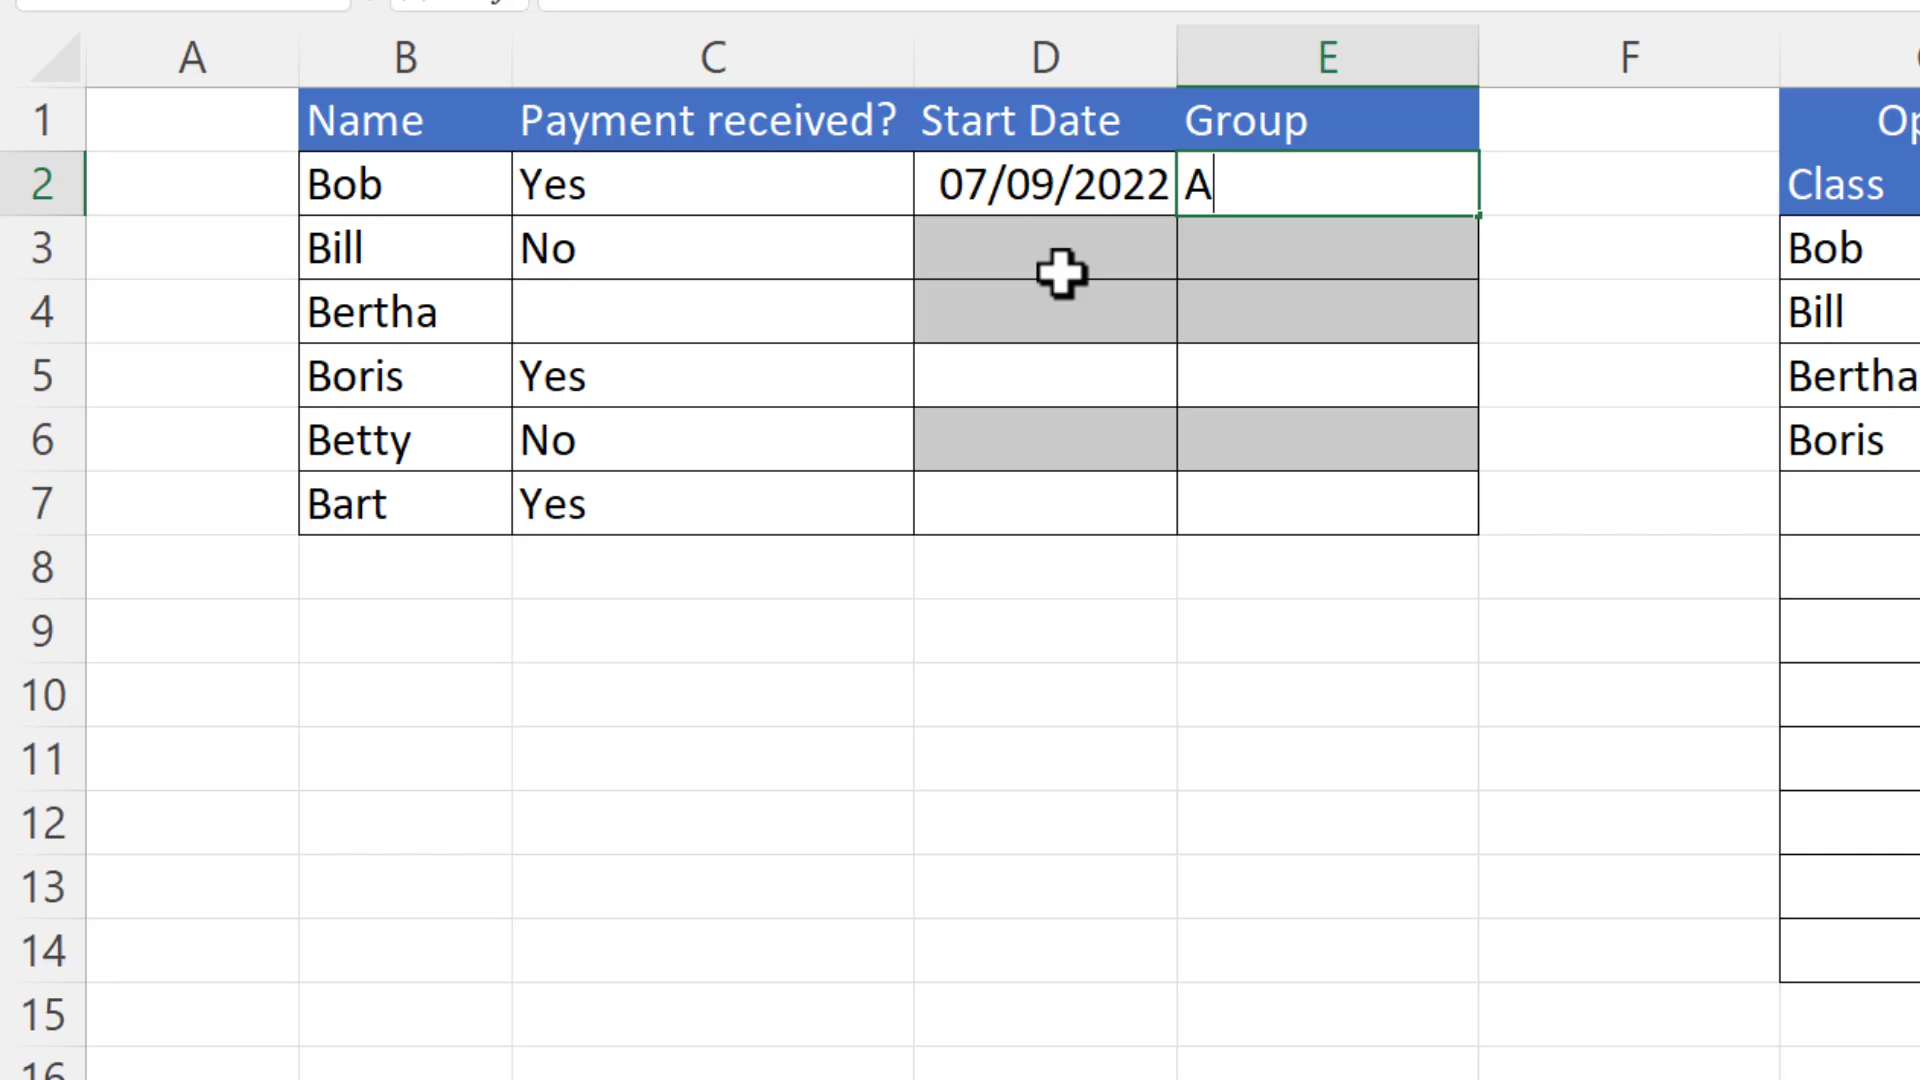 A B C D E F
1 Name Payment received? Start Date Group
2 Bob Yes 07/09/2022 A Class
3 Bill No Bob
4 Bertha Bill
5 Boris Yes Bertha
6 Betty No Boris
7 Bart Yes
8
9
10
11
12
13
14
15